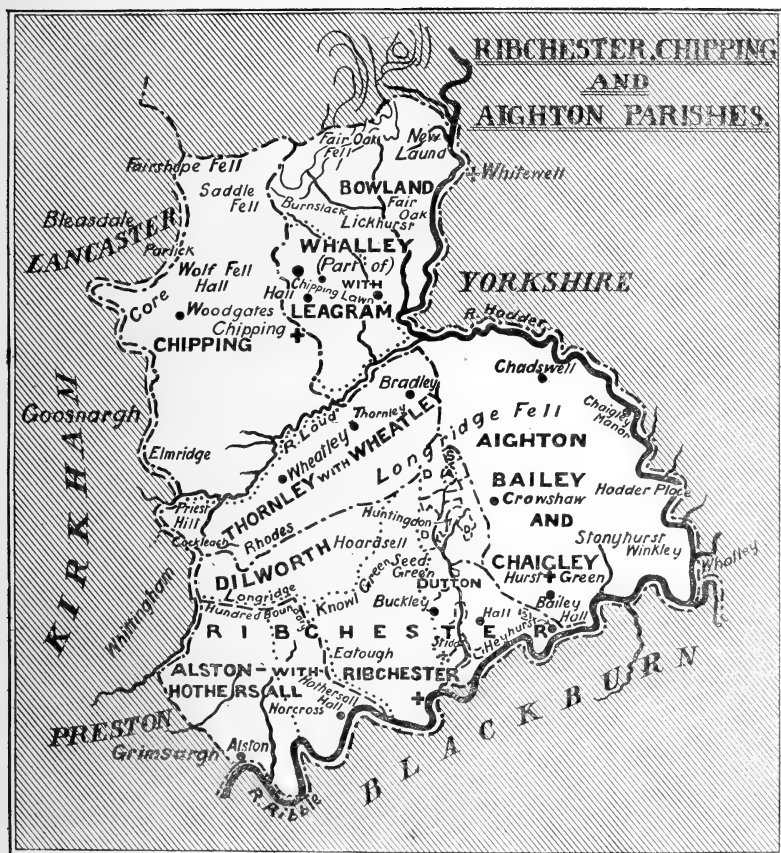 RIBCHESTER, CHIPPING
AND
AIGHTON PARISHES.
Fair Oak
Fell
New
Laund
Whitewell
Fairshope Fell
Saddle
Fell
BOWLAND
Burnslack
Fair
Oak
Lickhurst
Bleasdale
LANCASTER
Parlick
WHALLEY
(Part of)
WITH
LEAGRAM
Wolf Fell
Hall
Hall
Chipping
Lawn
YORKSHIRE
R. Hodder
Core
Woodgates
Chipping
CHIPPING
Chadswell
Bradley
Chaigley
Manor
KIRKHAM
Goosnargh
R. Loud
Thornley
Longridge Fell
AIGHTON
BAILEY
AND
CHAIGLEY
Elmridge
Wheatley
THORNLEY WITH WHEATLEY
Crowshaw
Hodder Place
Priest
Hill
Cockleach
Rhodes
Huntingdon
Stonyhurst
Winkley
Whalley
Hoardsell
DILWORTH
Green
Seed
Green
DUTTON
Hurst Green
Whittingham
Longridge
Hundred Boundary
Knowl
Buckley
Hall
Bailey
Hall
RIBCHESTER
Stidd
L. Heyhurst
Eatough
ALSTON-WITH
HOTHERSALL
RIBCHESTER
Hothersall
Hall
Norcross
PRESTON
Grimsargh
Alston
BLACKBURN
R. Ribble